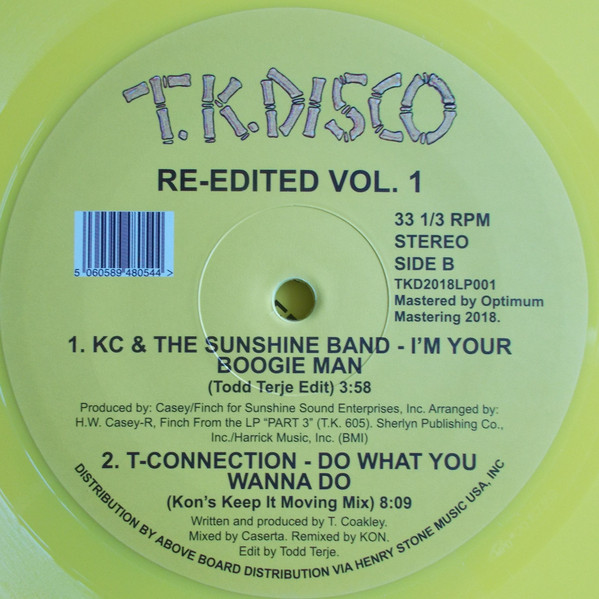 T.K.DISCO
RE-EDITED VOL. 1
5 060589 480544 >
33 1/3 RPM
STEREO
SIDE B
TKD2018LP001
Mastered by Optimum
Mastering 2018.
1. KC & THE SUNSHINE BAND - I'M YOUR
BOOGIE MAN
(Todd Terje Edit) 3:58
Produced by: Casey/Finch for Sunshine Sound Enterprises, Inc. Arranged by:
H.W. Casey-R, Finch From the LP “PART 3” (T.K. 605). Sherlyn Publishing Co.,
Inc./Harrick Music, Inc. (BMI)
2. T-CONNECTION - DO WHAT YOU
WANNA DO
(Kon's Keep It Moving Mix) 8:09
Written and produced by T. Coakley.
Mixed by Caserta. Remixed by KON.
Edit by Todd Terje.
DISTRIBUTION BY ABOVE BOARD DISTRIBUTION VIA HENRY STONE MUSIC USA, INC